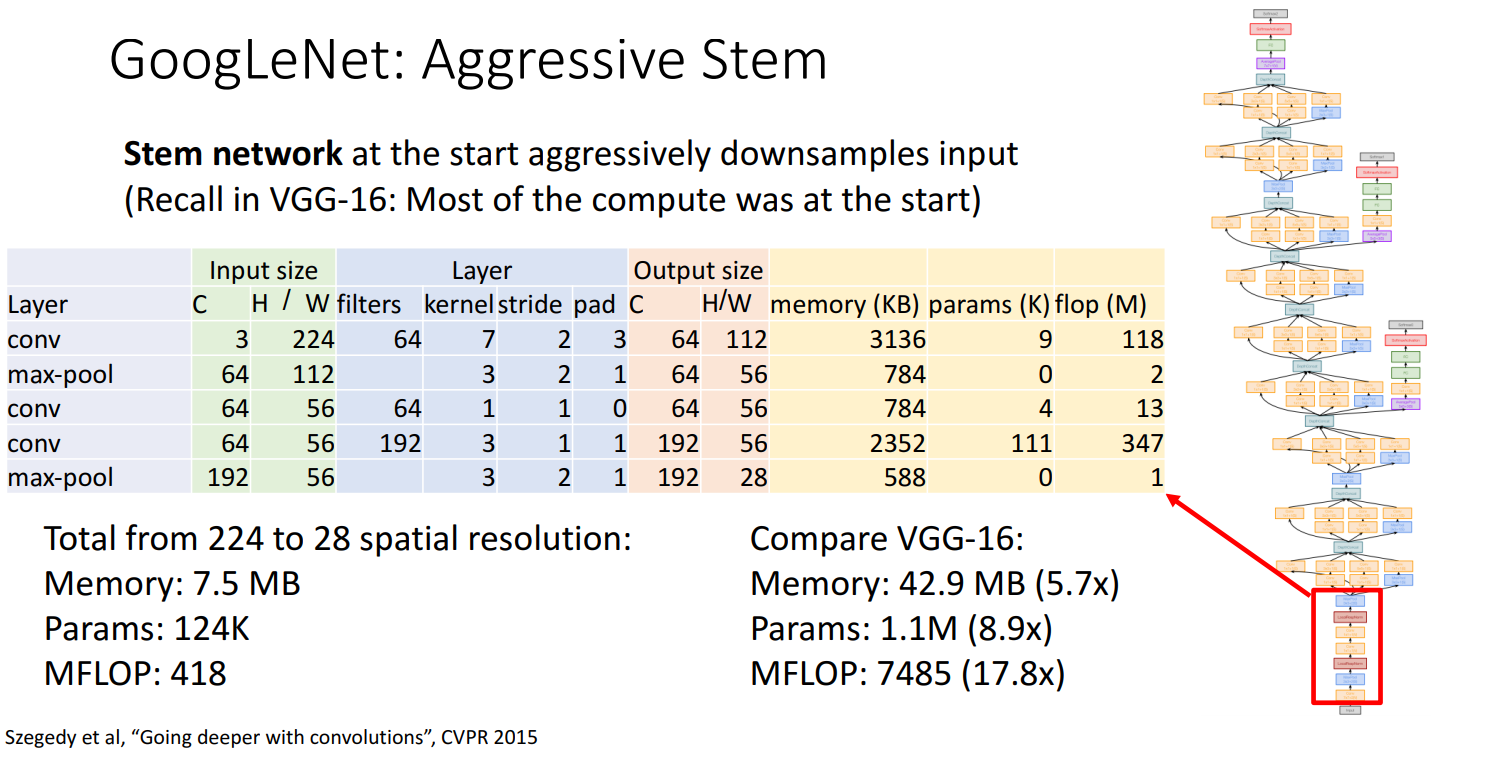 GoogLeNet: Aggressive Stem
Stem network at the start aggressively downsamples input
(Recall in VGG-16: Most of the compute was at the start)
Input size Layer Output size
Layer C H / W filters kernel stride pad C H/W memory (KB) params (K) flop (M)
conv 3 224 64 7 2 3 64 112 3136 9 118
max-pool 64 112 3 2 1 64 56 784 0 2
conv 64 56 64 1 1 0 64 56 784 4 13
conv 64 56 192 3 1 1 192 56 2352 111 347
max-pool 192 56 3 2 1 192 28 588 0 1
Total from 224 to 28 spatial resolution:
Memory: 7.5 MB
Params: 124K
MFLOP: 418
Compare VGG-16:
Memory: 42.9 MB (5.7x)
Params: 1.1M (8.9x)
MFLOP: 7485 (17.8x)
Szegedy et al, “Going deeper with convolutions”, CVPR 2015